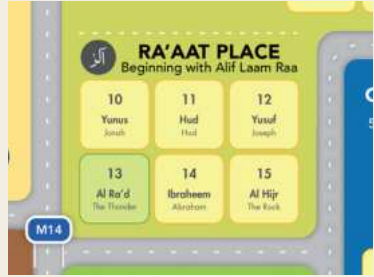 الر
RA'AAT PLACE
Beginning with Alif Laam Raa
10
Yunus
Jonah
11
Hud
Hud
12
Yusuf
Joseph
13
Al Ra'd
The Thunder
14
Ibraheem
Abraham
15
Al Hijr
The Rock
M14